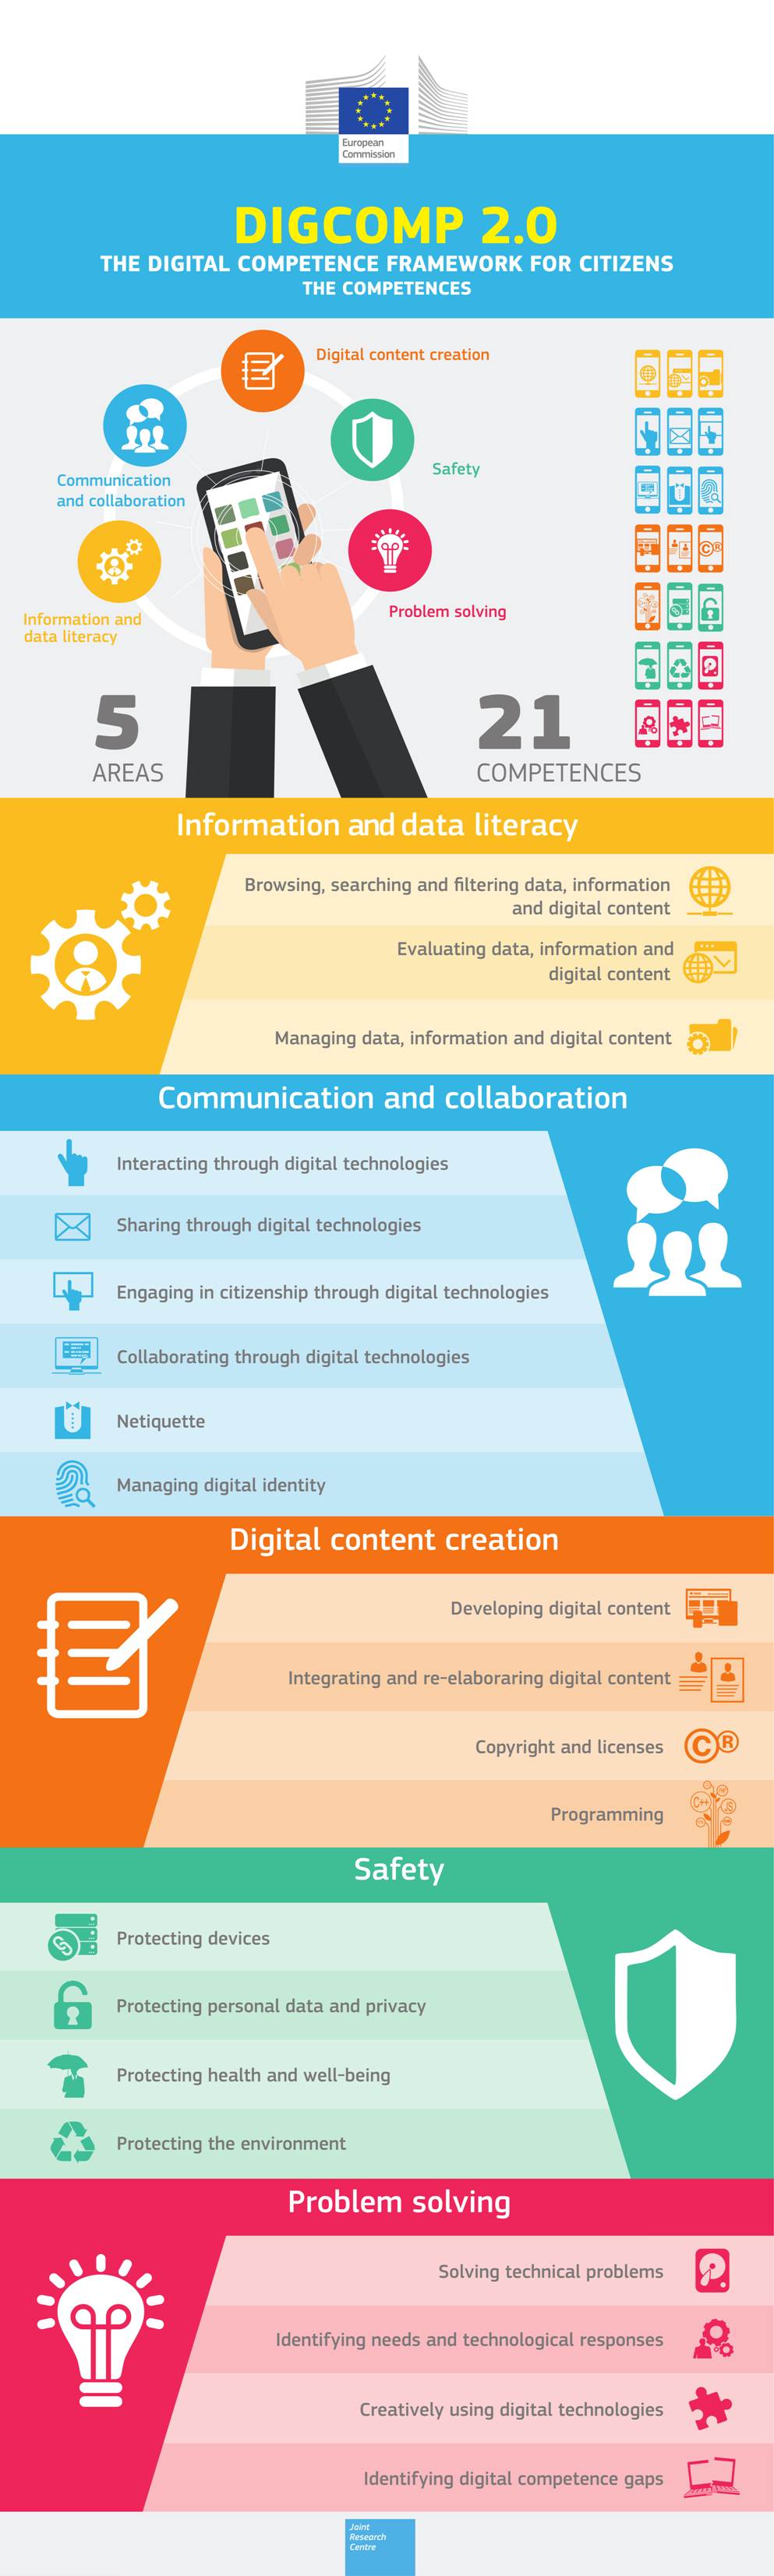 European
Commission
DIGCOMP 2.0
THE DIGITAL COMPETENCE FRAMEWORK FOR CITIZENS
THE COMPETENCES
Digital content creation
Communication
and collaboration
Safety
Information and
data literacy
Problem solving
5
AREAS
21
COMPETENCES
Information and data literacy
Browsing, searching and filtering data, information
and digital content
Evaluating data, information and
digital content
Managing data, information and digital content
Communication and collaboration
Interacting through digital technologies
Sharing through digital technologies
Engaging in citizenship through digital technologies
Collaborating through digital technologies
Netiquette
Managing digital identity
Digital content creation
Developing digital content
Integrating and re-elaboraring digital content
Copyright and licenses
C R
Programming
C++
JS
Safety
Protecting devices
Protecting personal data and privacy
Protecting health and well-being
Protecting the environment
Problem solving
Solving technical problems
Identifying needs and technological responses
Creatively using digital technologies
Identifying digital competence gaps
Joint
Research
Centre